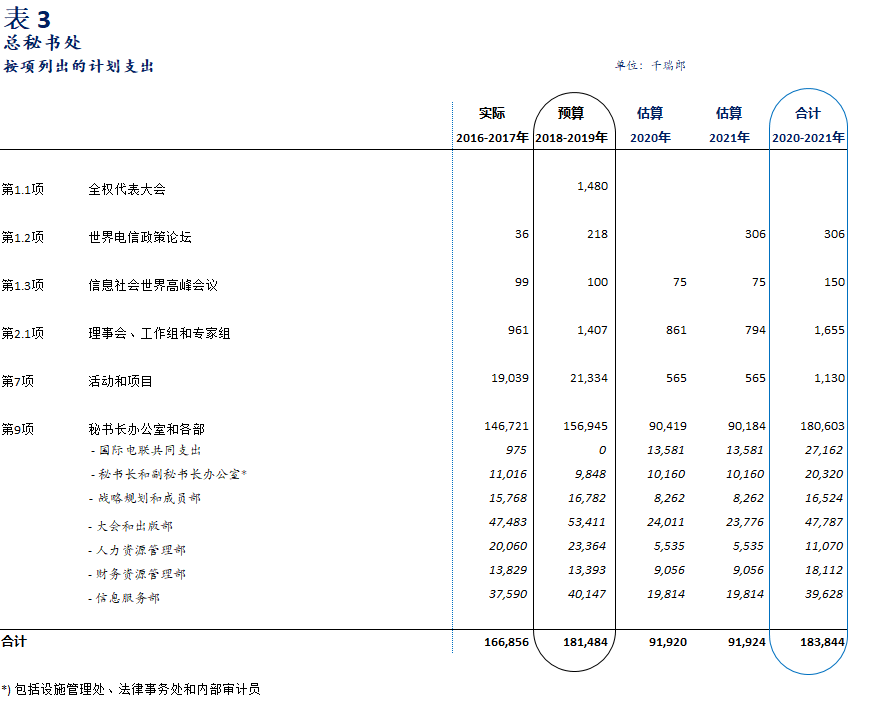 表 3
总秘书处
按项列出的计划支出
单位：千瑞郎
实际 预算 估算 估算 合计
2016-2017年 2018-2019年 2020年 2021年 2020-2021年
第1.1项 全权代表大会 1,480
第1.2项 世界电信政策论坛 36 218 306 306
第1.3项 信息社会世界高峰会议 99 100 75 75 150
第2.1项 理事会、工作组和专家组 961 1,407 861 794 1,655
第7项 活动和项目 19,039 21,334 565 565 1,130
第9项 秘书长办公室和各部 146,721 156,945 90,419 90,184 180,603
- 国际电联共同支出 975 0 13,581 13,581 27,162
- 秘书长和副秘书长办公室* 11,016 9,848 10,160 10,160 20,320
- 战略规划和成员部 15,768 16,782 8,262 8,262 16,524
- 大会和出版部 47,483 53,411 24,011 23,776 47,787
- 人力资源管理部 20,060 23,364 5,535 5,535 11,070
- 财务资源管理部 13,829 13,393 9,056 9,056 18,112
- 信息服务部 37,590 40,147 19,814 19,814 39,628
合计 166,856 181,484 91,920 91,924 183,844
*) 包括设施管理处、法律事务处和内部审计员